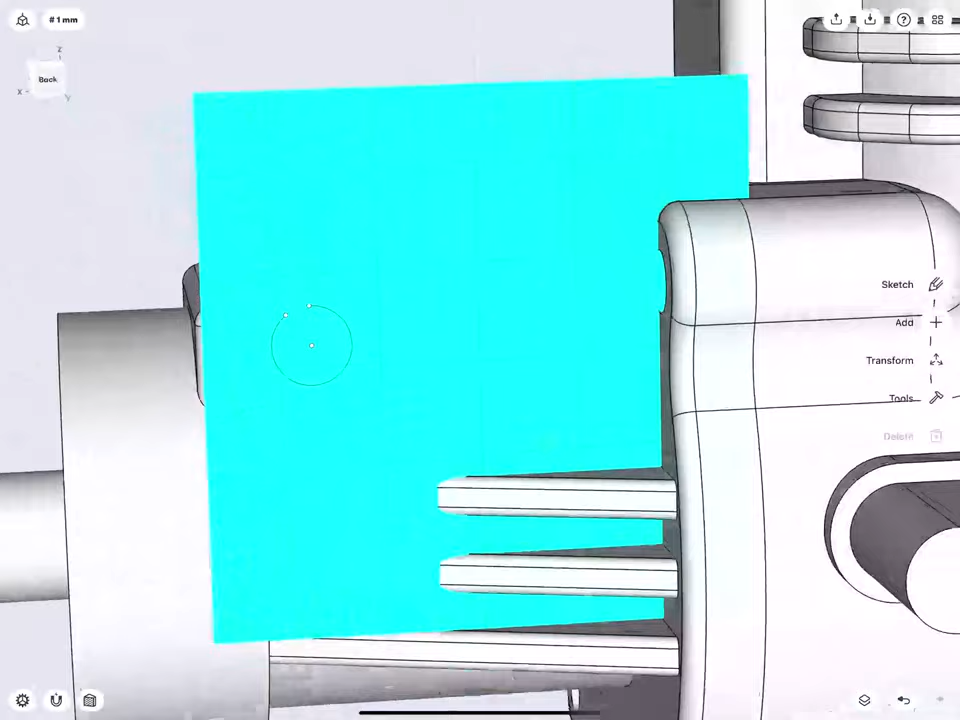 # 1 mm
Z
Back
X
Y
Sketch
Add
Transform
Tools
Delete